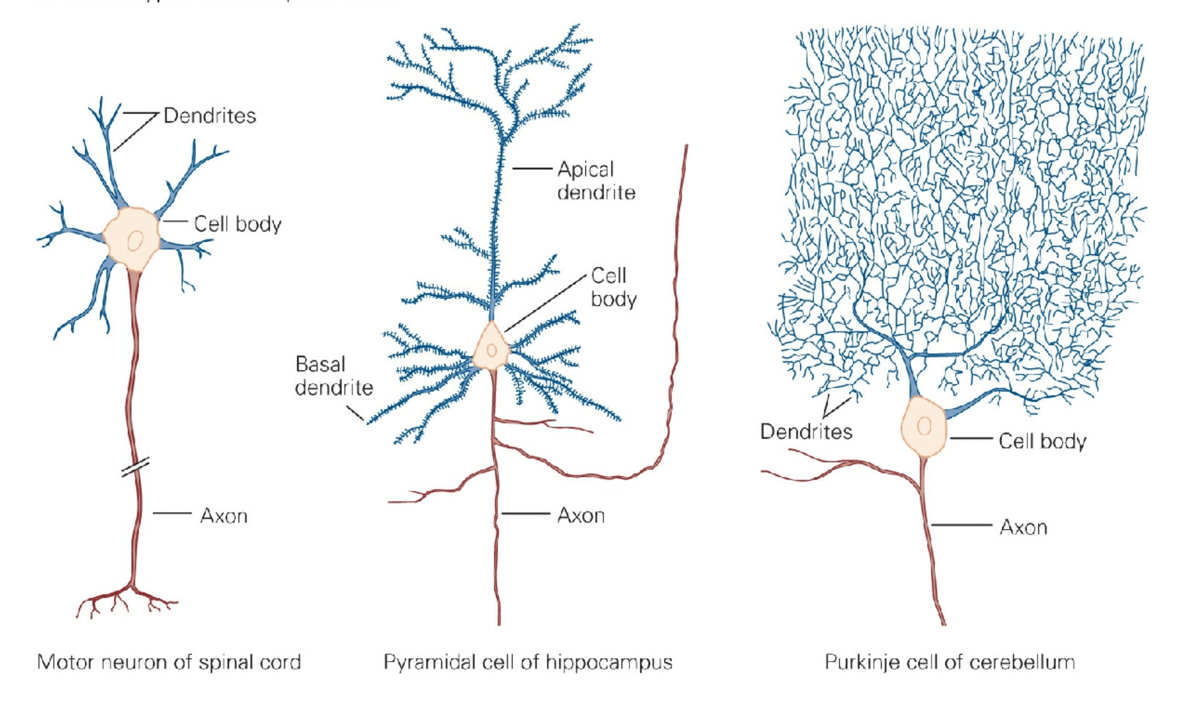 Dendrites
Cell body
Axon
Motor neuron of spinal cord
Apical
dendrite
Cell
body
Basal
dendrite
Axon
Pyramidal cell of hippocampus
Dendrites
Cell body
Axon
Purkinje cell of cerebellum